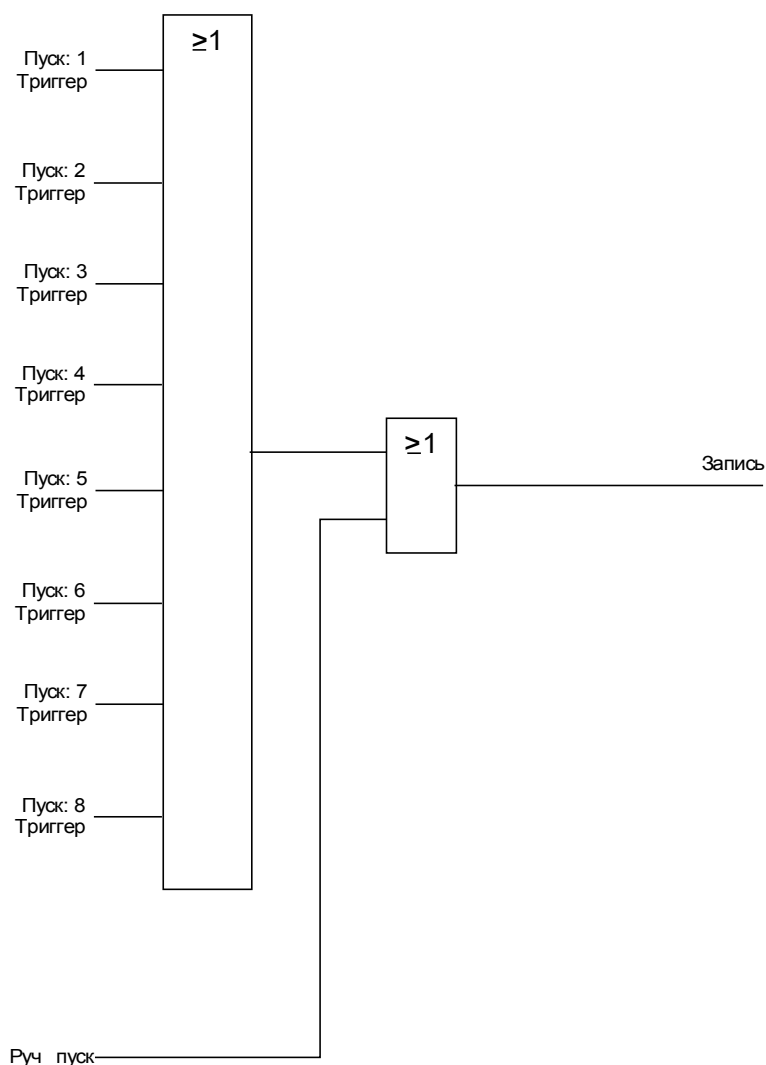 ≥1
Пуск: 1
Триггер
Пуск: 2
Триггер
Пуск: 3
Триггер
Пуск: 4
Триггер
≥1
Запись
Пуск: 5
Триггер
Пуск: 6
Триггер
Пуск: 7
Триггер
Пуск: 8
Триггер
Руч пуск